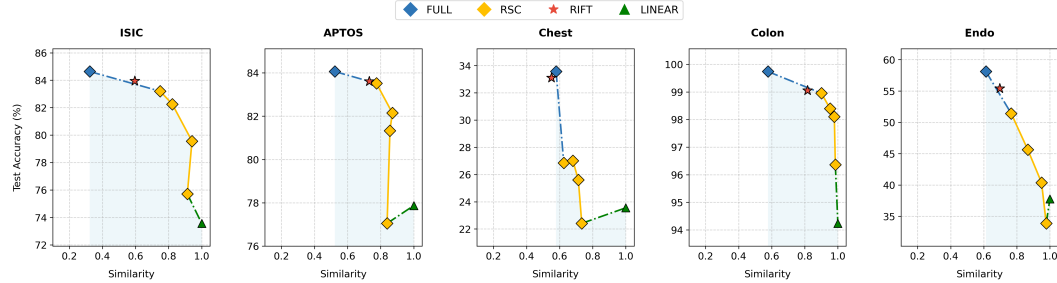 FULL RSC RIFT LINEAR
ISIC APTOS Chest Colon Endo
Test Accuracy (%)
86
84
82
80
78
76
74
72
0.2 0.4 0.6 0.8 1.0
Similarity
84
82
80
78
76
0.2 0.4 0.6 0.8 1.0
Similarity
34
32
30
28
26
24
22
0.2 0.4 0.6 0.8 1.0
Similarity
100
99
98
97
96
95
94
0.2 0.4 0.6 0.8 1.0
Similarity
60
55
50
45
40
35
0.2 0.4 0.6 0.8 1.0
Similarity